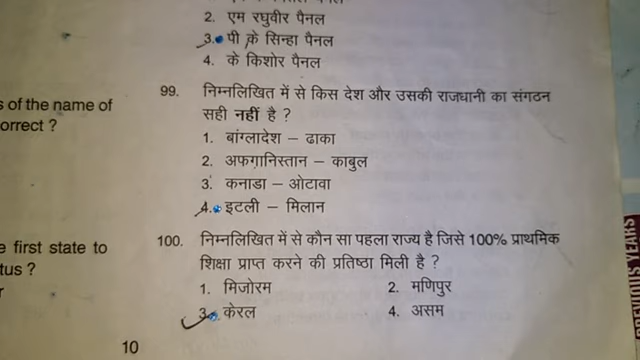 2. एम रघुवीर पैनल
3. पी के सिन्हा पैनल
4. के किशोर पैनल
s of the name of
orrect ?
99. निम्नलिखित में से किस देश और उसकी राजधानी का संगठन
सही नहीं है ?
1. बांग्लादेश – ढाका
2. अफग़ानिस्तान – काबुल
3. कनाडा – ओटावा
4. इटली – मिलान
e first state to
tus ?
r
100. निम्नलिखित में से कौन सा पहला राज्य है जिसे 100% प्राथमिक
शिक्षा प्राप्त करने की प्रतिष्ठा मिली है ?
1. मिजोरम 2. मणिपुर
3. केरल 4. असम
10
YEARS